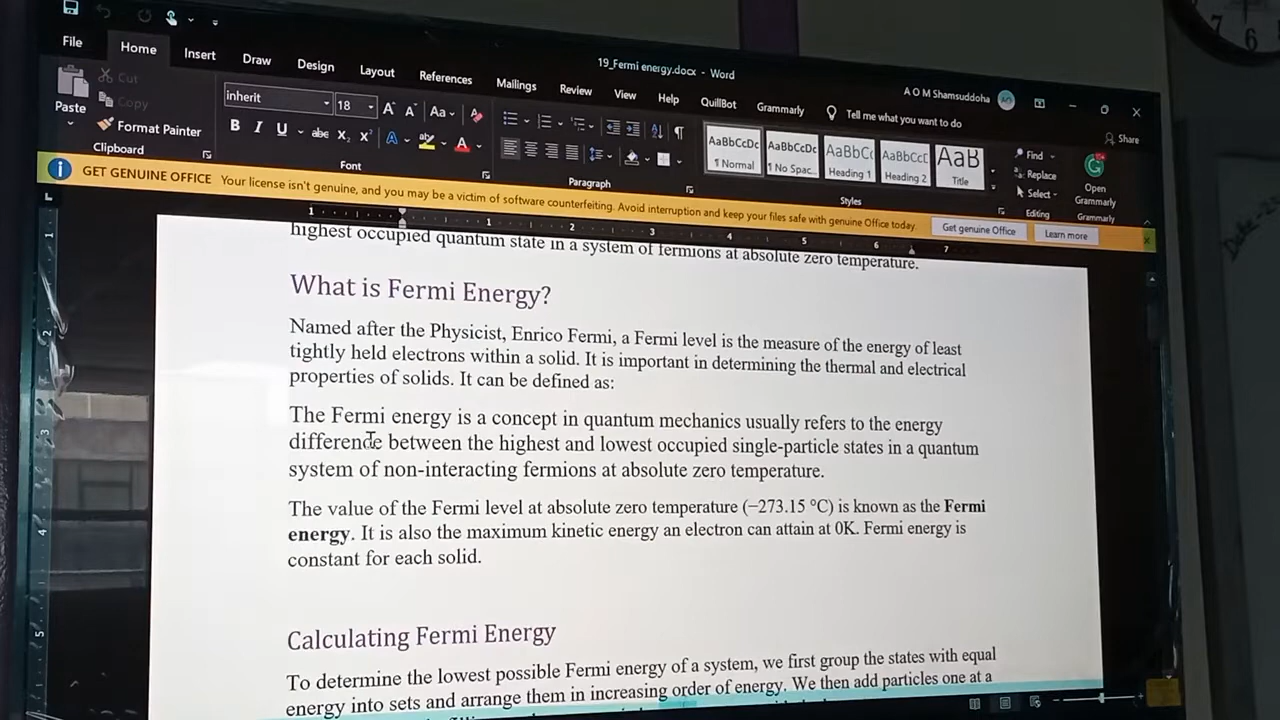 19_Fermi energy.docx - Word
A O M Shamsuddoha
File Home Insert Draw Design Layout References Mailings Review View Help QuillBot Grammarly Tell me what you want to do
Share
Paste
Cut
Copy
Format Painter
Clipboard
inherit 18
Font
Paragraph
AaBbCcDc AaBbCcDc AaBbCc AaBbCcD AaB
¶ Normal ¶ No Spac... Heading 1 Heading 2 Title
Styles
Find
Replace
Select
Editing
Open Grammarly
Grammarly
GET GENUINE OFFICE Your license isn't genuine, and you may be a victim of software counterfeiting. Avoid interruption and keep your files safe with genuine Office today. Get genuine Office Learn more
1 1 2 3 4 5 6 7
highest occupied quantum state in a system of fermions at absolute zero temperature.
What is Fermi Energy?
Named after the Physicist, Enrico Fermi, a Fermi level is the measure of the energy of least
tightly held electrons within a solid. It is important in determining the thermal and electrical
properties of solids. It can be defined as:
The Fermi energy is a concept in quantum mechanics usually refers to the energy
difference between the highest and lowest occupied single-particle states in a quantum
system of non-interacting fermions at absolute zero temperature.
The value of the Fermi level at absolute zero temperature (−273.15 °C) is known as the Fermi
energy. It is also the maximum kinetic energy an electron can attain at 0K. Fermi energy is
constant for each solid.
Calculating Fermi Energy
To determine the lowest possible Fermi energy of a system, we first group the states with equal
energy into sets and arrange them in increasing order of energy. We then add particles one at a